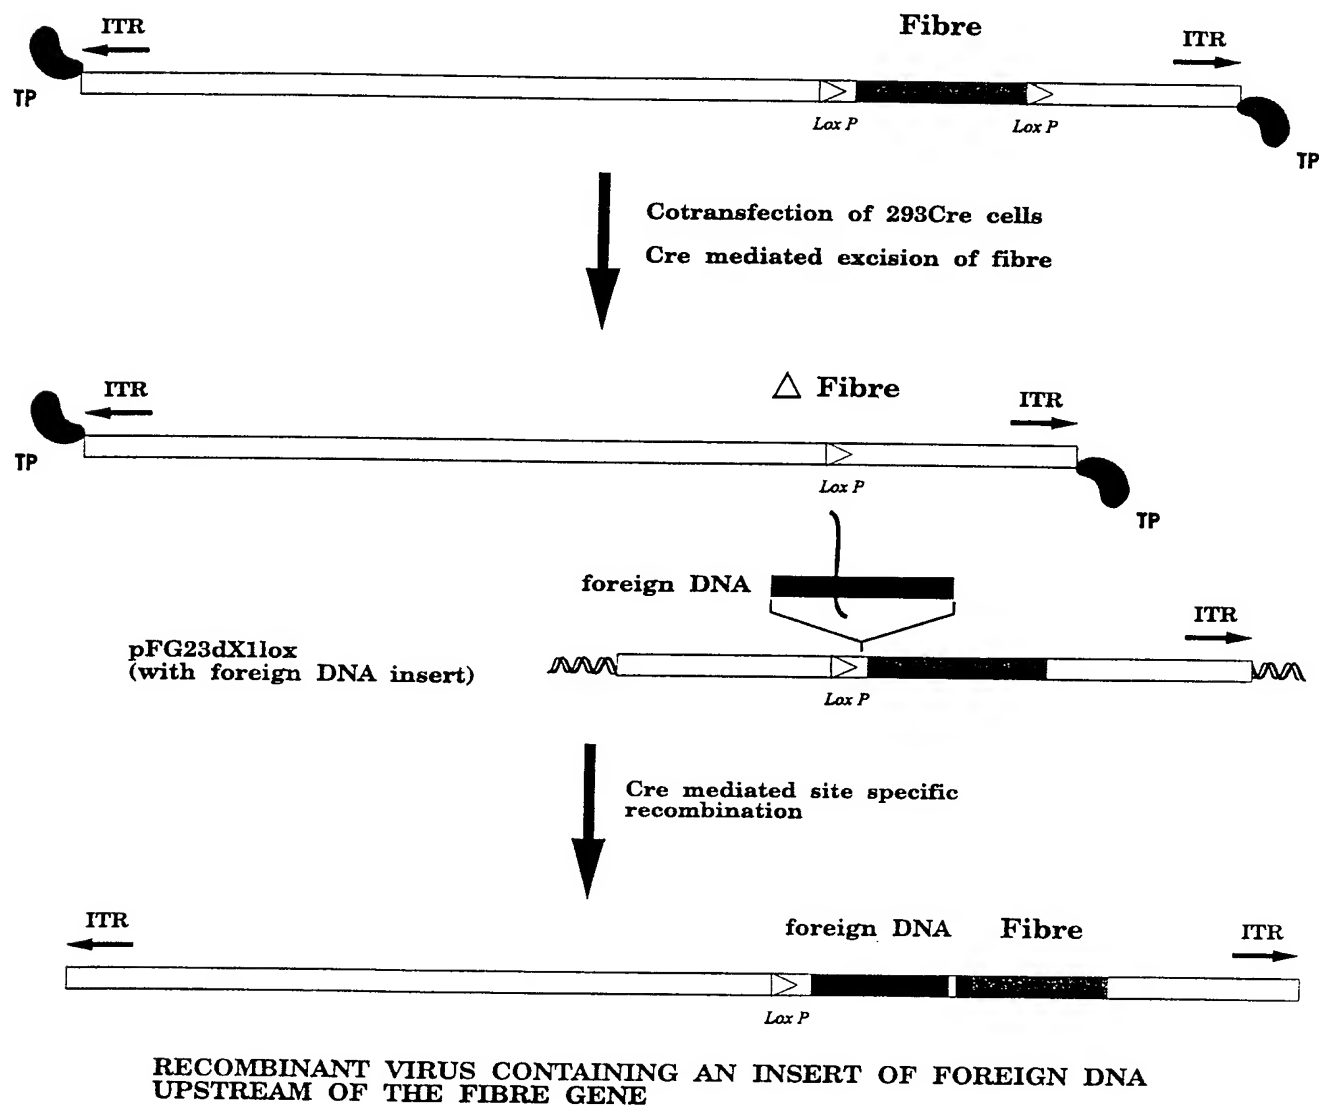 ITR
Fibre
ITR
TP
Lox P
Lox P
TP
Cotransfection of 293Cre cells
Cre mediated excision of fibre
ITR
△ Fibre
ITR
TP
Lox P
TP
foreign DNA
ITR
pFG23dX1lox
(with foreign DNA insert)
Lox P
Cre mediated site specific
recombination
ITR
foreign DNA
Fibre
ITR
Lox P
RECOMBINANT VIRUS CONTAINING AN INSERT OF FOREIGN DNA
UPSTREAM OF THE FIBRE GENE